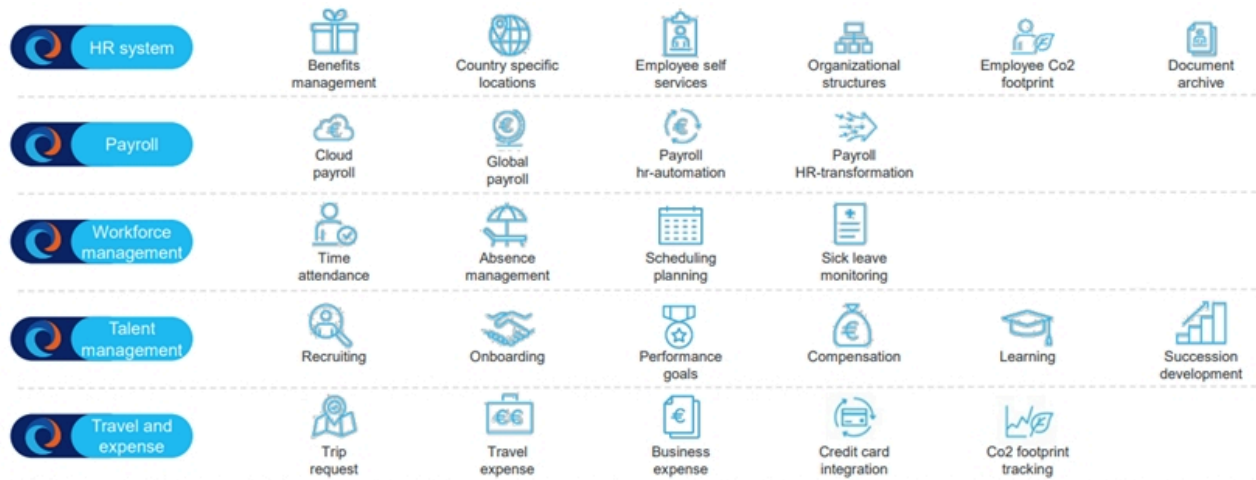 HR system
Benefits
management
Country specific
locations
Employee self
services
Organizational
structures
Employee Co2
footprint
Document
archive
Payroll
Cloud
payroll
Global
payroll
Payroll
hr-automation
Payroll
HR-transformation
Workforce
management
Time
attendance
Absence
management
Scheduling
planning
Sick leave
monitoring
Talent
management
Recruiting
Onboarding
Performance
goals
Compensation
Learning
Succession
development
Travel and
expense
Trip
request
Travel
expense
Business
expense
Credit card
integration
Co2 footprint
tracking